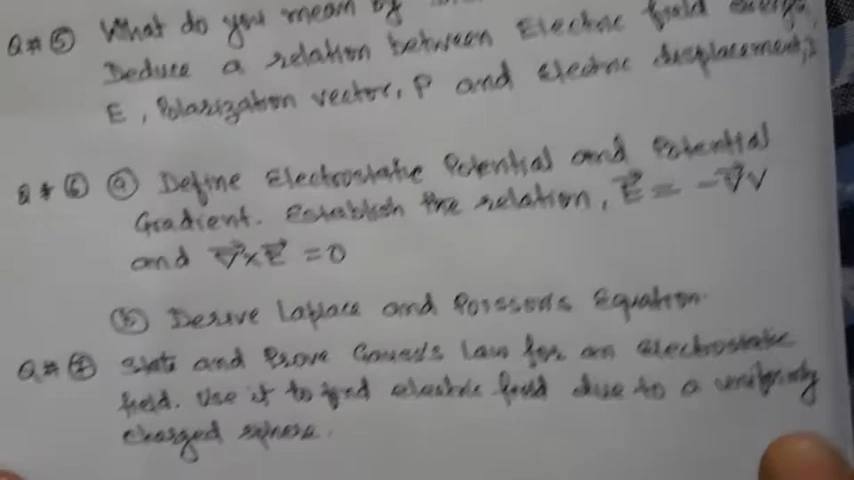 Q#⑤ What do you mean by
Deduce a relation between Electric field
E, Polarization vector, P and electric displacement,
Q#⑥ ⓐ Define Electrostatic Potential and Potential
Gradient. Establish the relation, E⃗ = -∇⃗V
and ∇⃗×E⃗ = 0
ⓑ Derive Laplace and Poisson's Equation.
Q#⑦ State and Prove Gauss's Law for an electrostatic
field. Use it to find electric field due to a uniformly
charged sphere.